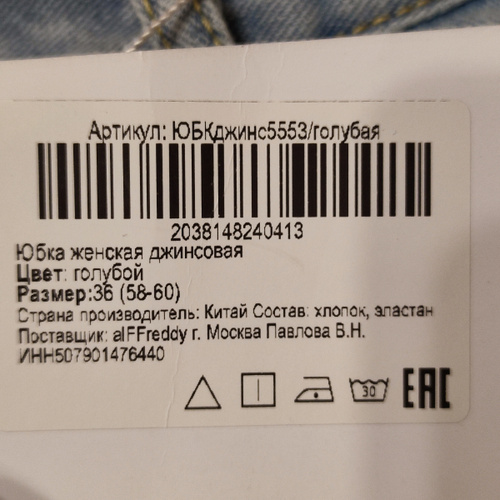 Артикул: ЮБКджинс5553/голубая
2038148240413
Юбка женская джинсовая
Цвет: голубой
Размер:36 (58-60)
Страна производитель: Китай Состав: хлопок, эластан
Поставщик: alFFreddy г. Москва Павлова В.Н.
ИНН507901476440
30
EAC